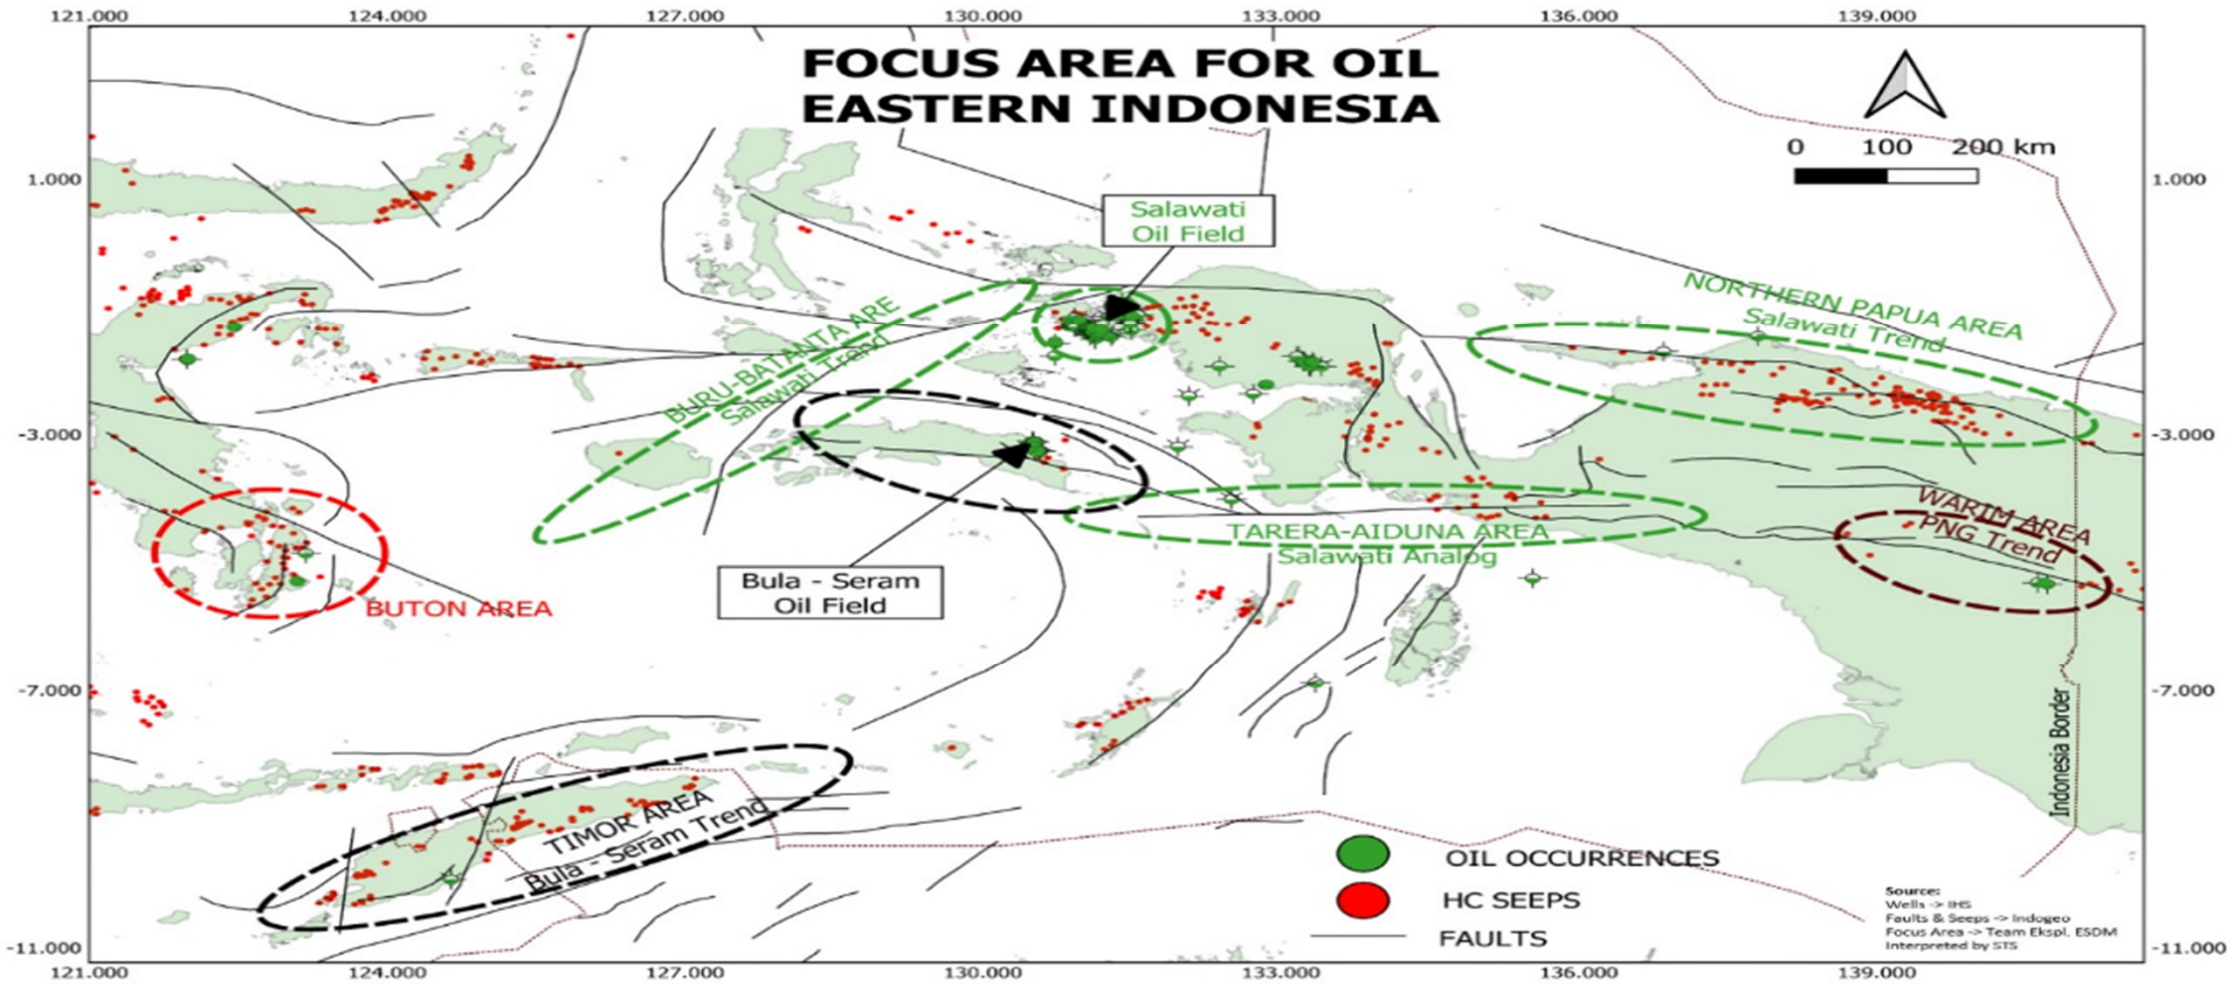 121.000 124.000 127.000 130.000 133.000 136.000 139.000
FOCUS AREA FOR OIL
EASTERN INDONESIA
0 100 200 km
1.000 1.000
Salawati
Oil Field
NORTHERN PAPUA AREA
Salawati Trend
BURU-BATANTA ARE
Salawati Trend
-3.000 -3.000
WARIM AREA
PNG Trend
TARERA-AIDUNA AREA
Salawati Analog
Bula - Seram
Oil Field
BUTON AREA
-7.000 -7.000
Indonesia Border
TIMOR AREA
Bula - Seram Trend
OIL OCCURRENCES
HC SEEPS
FAULTS
Source:
Wells -> IHS
Faults & Seeps -> Indogeo
Focus Area -> Team Ekspl. ESDM
Interpreted by STS
-11.000 -11.000
121.000 124.000 127.000 130.000 133.000 136.000 139.000